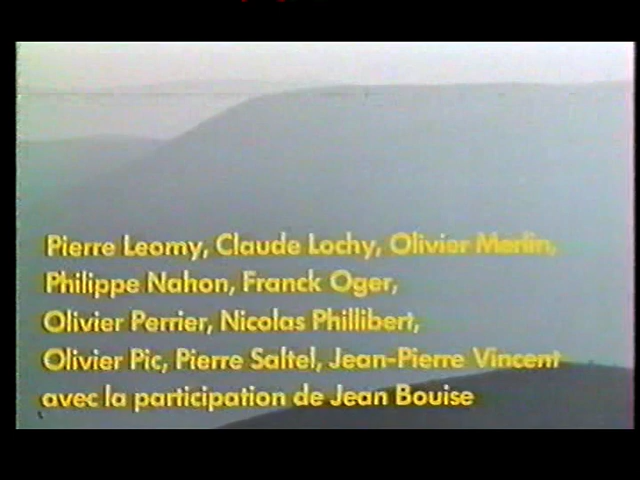 Pierre Leomy, Claude Lochy, Olivier Merlin,
Philippe Nahon, Franck Oger,
Olivier Perrier, Nicolas Phillibert,
Olivier Pic, Pierre Saltel, Jean-Pierre Vincent
avec la participation de Jean Bouise